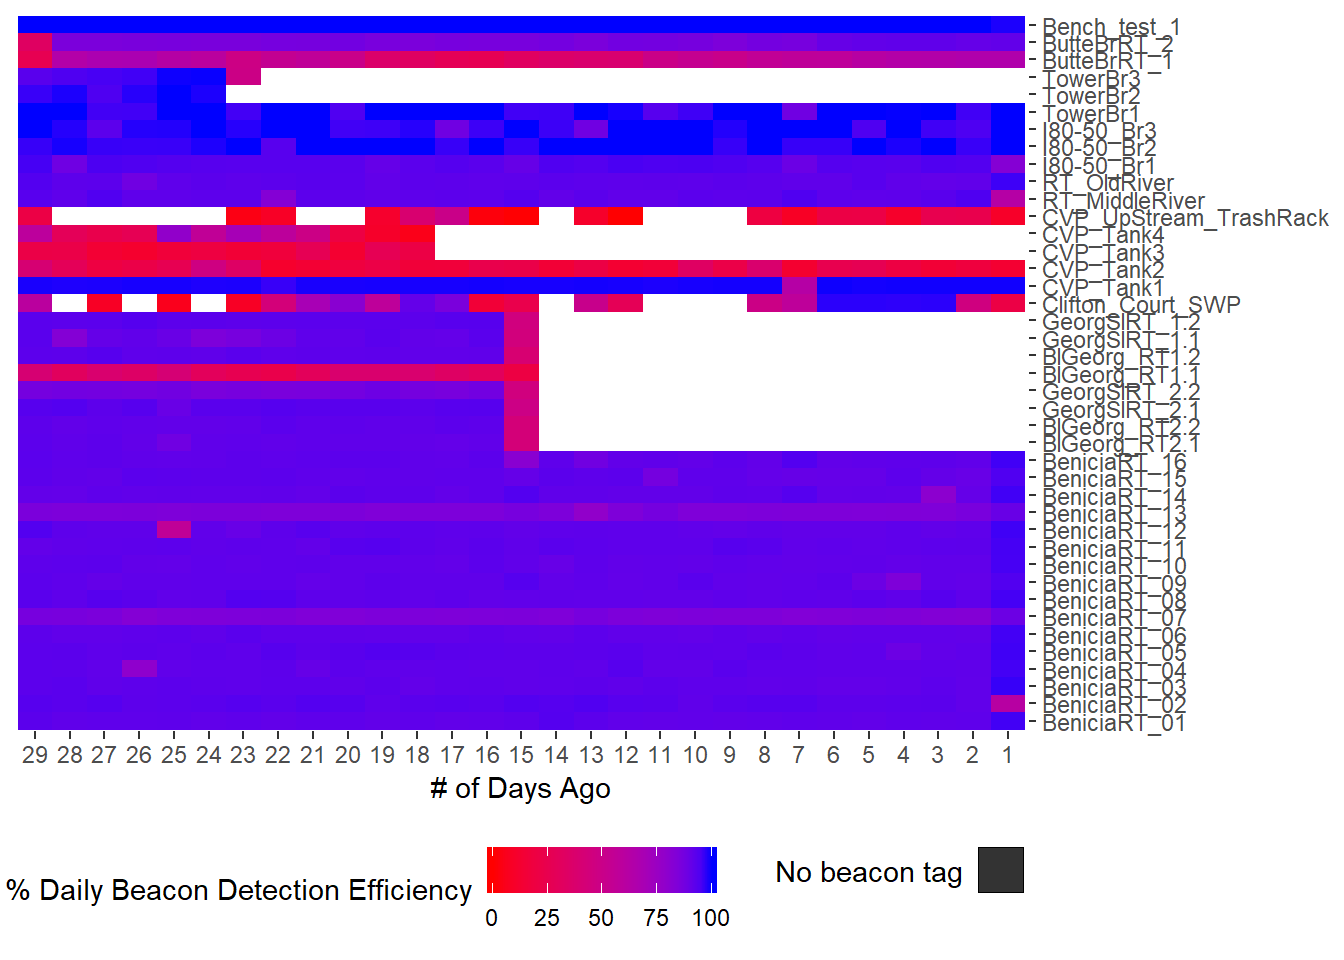 Bench_test_1
ButteBrRT_2
ButteBrRT_1
TowerBr3
TowerBr2
TowerBr1
I80-50_Br3
I80-50_Br2
I80-50_Br1
RT_OldRiver
RT_MiddleRiver
CVP_UpStream_TrashRack
CVP_Tank4
CVP_Tank3
CVP_Tank2
CVP_Tank1
Clifton_Court_SWP
GeorgSlRT_1.2
GeorgSlRT_1.1
BlGeorg_RT1.2
BlGeorg_RT1.1
GeorgSlRT_2.2
GeorgSlRT_2.1
BlGeorg_RT2.2
BlGeorg_RT2.1
BeniciaRT_16
BeniciaRT_15
BeniciaRT_14
BeniciaRT_13
BeniciaRT_12
BeniciaRT_11
BeniciaRT_10
BeniciaRT_09
BeniciaRT_08
BeniciaRT_07
BeniciaRT_06
BeniciaRT_05
BeniciaRT_04
BeniciaRT_03
BeniciaRT_02
BeniciaRT_01
29 28 27 26 25 24 23 22 21 20 19 18 17 16 15 14 13 12 11 10 9 8 7 6 5 4 3 2 1
# of Days Ago
% Daily Beacon Detection Efficiency
0 25 50 75 100
No beacon tag